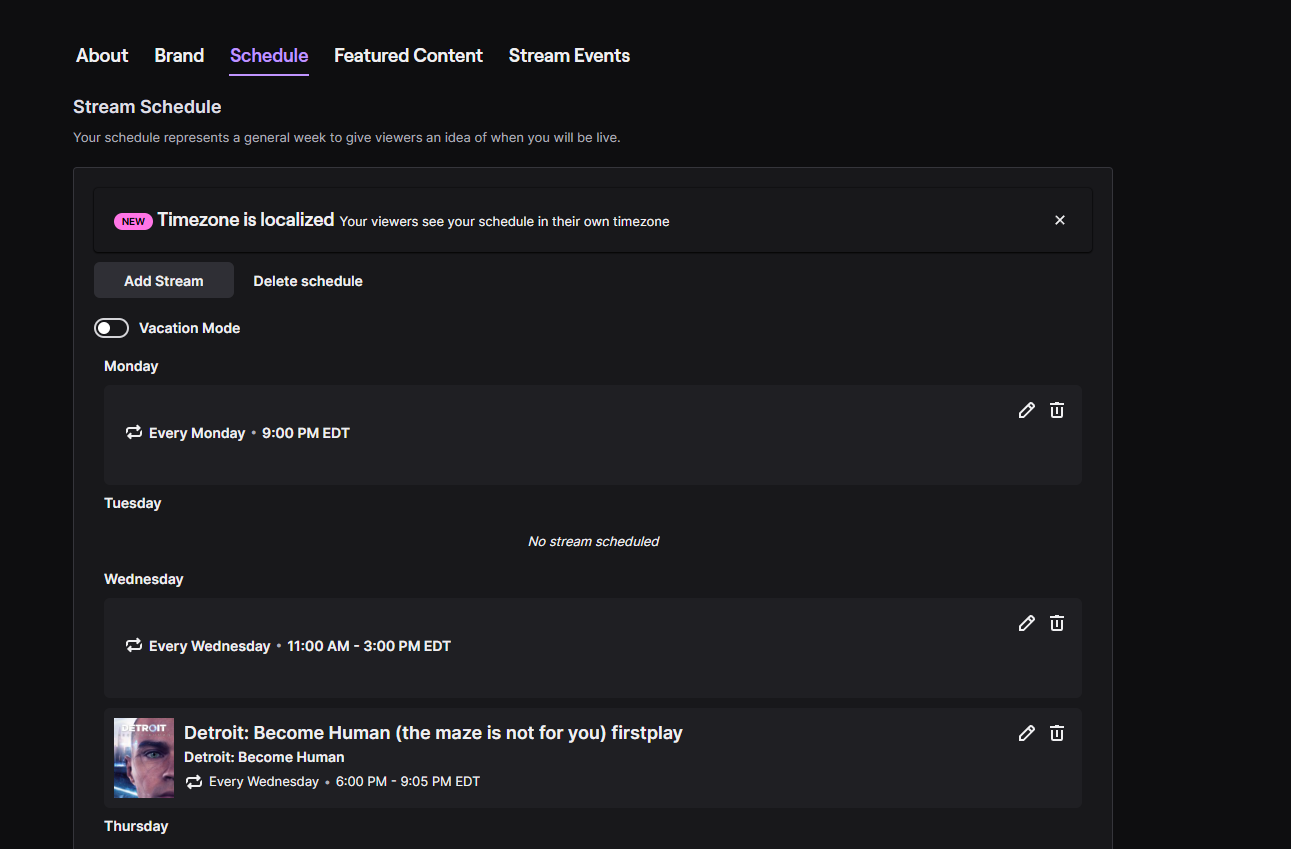 About Brand Schedule Featured Content Stream Events
Stream Schedule
Your schedule represents a general week to give viewers an idea of when you will be live.
NEW Timezone is localized Your viewers see your schedule in their own timezone
Add Stream Delete schedule
Vacation Mode
Monday
Every Monday • 9:00 PM EDT
Tuesday
No stream scheduled
Wednesday
Every Wednesday • 11:00 AM - 3:00 PM EDT
DETROIT
Detroit: Become Human (the maze is not for you) firstplay
Detroit: Become Human
Every Wednesday • 6:00 PM - 9:05 PM EDT
Thursday